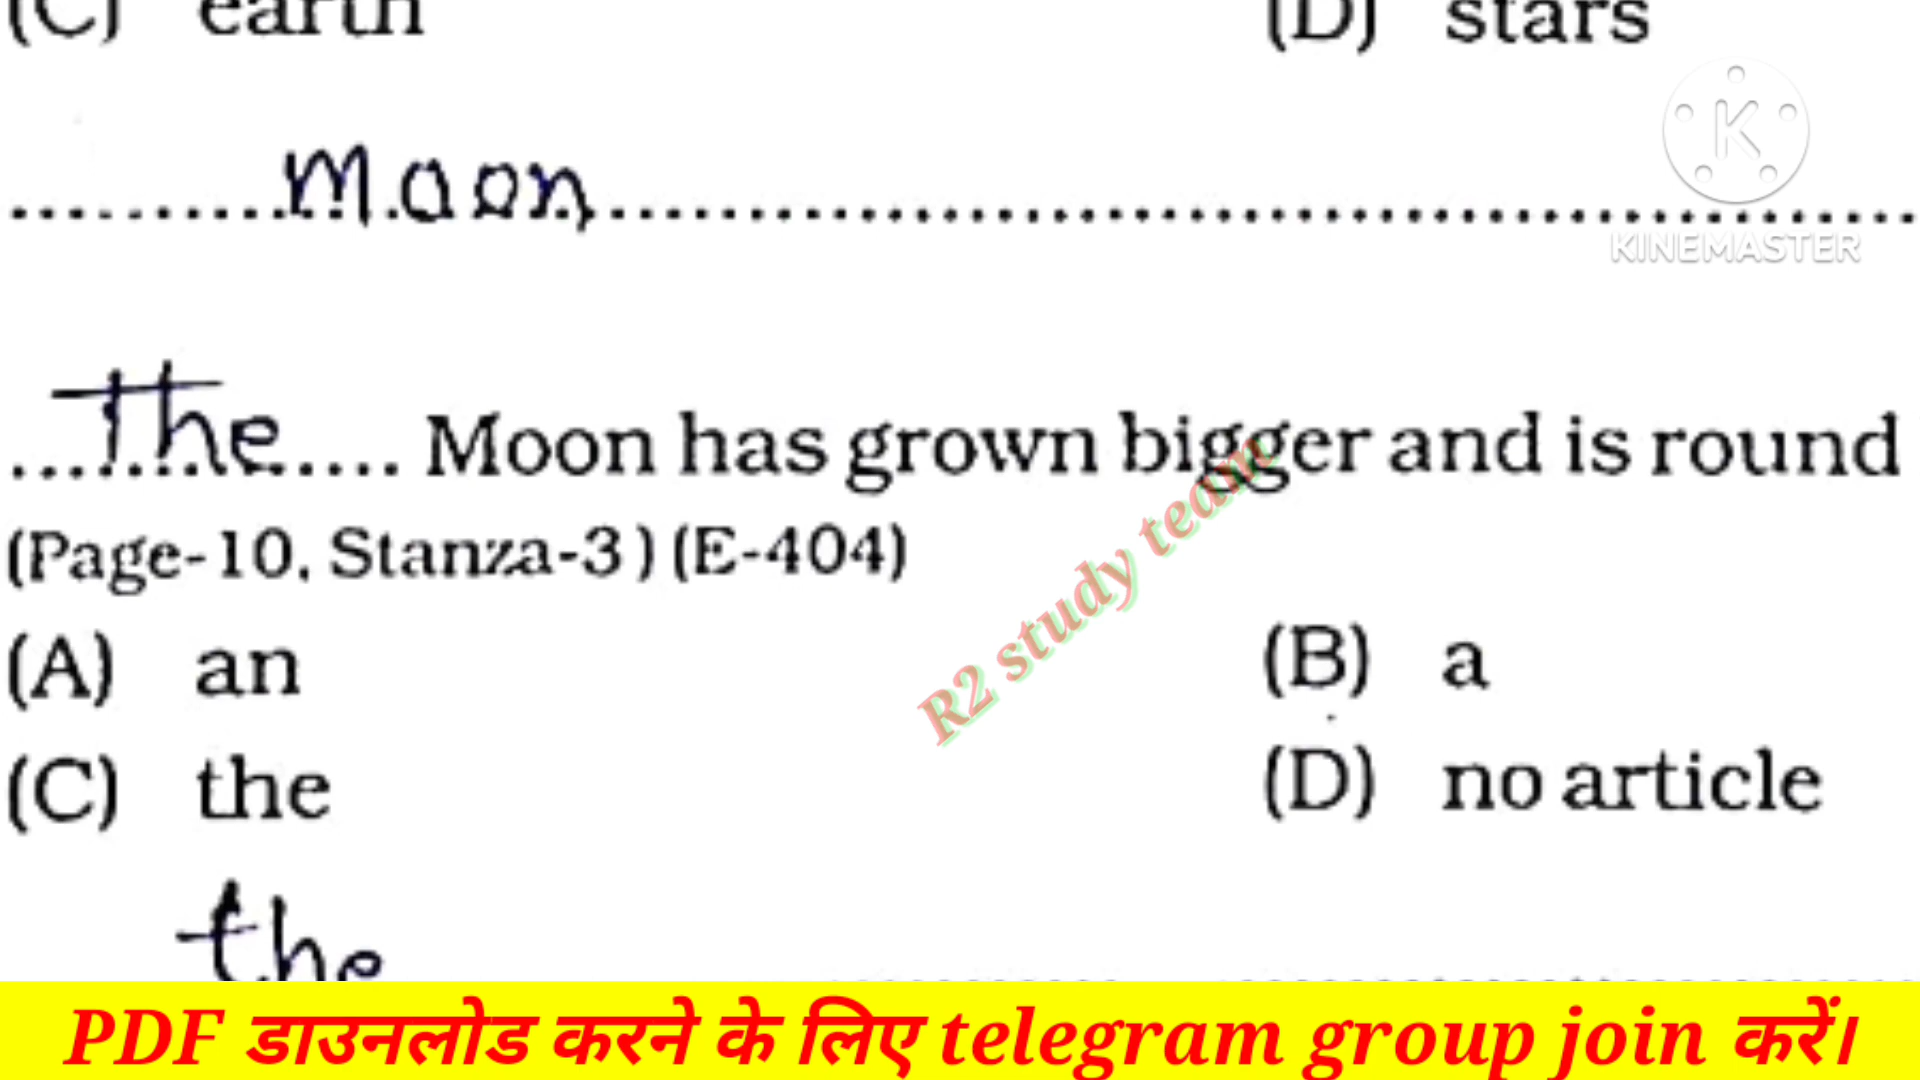 (C) earth (D) stars
Moon
KINEMASTER
The Moon has grown bigger and is round
(Page-10, Stanza-3) (E-404)
R2 study team
(A) an (B) a
(C) the (D) no article
the
PDF डाउनलोड करने के लिए telegram group join करें।